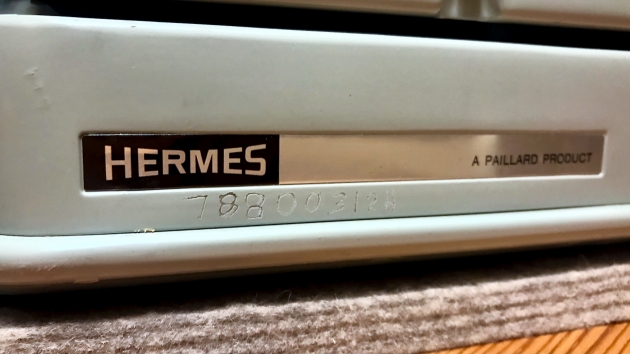 HERMES A PAILLARD PRODUCT